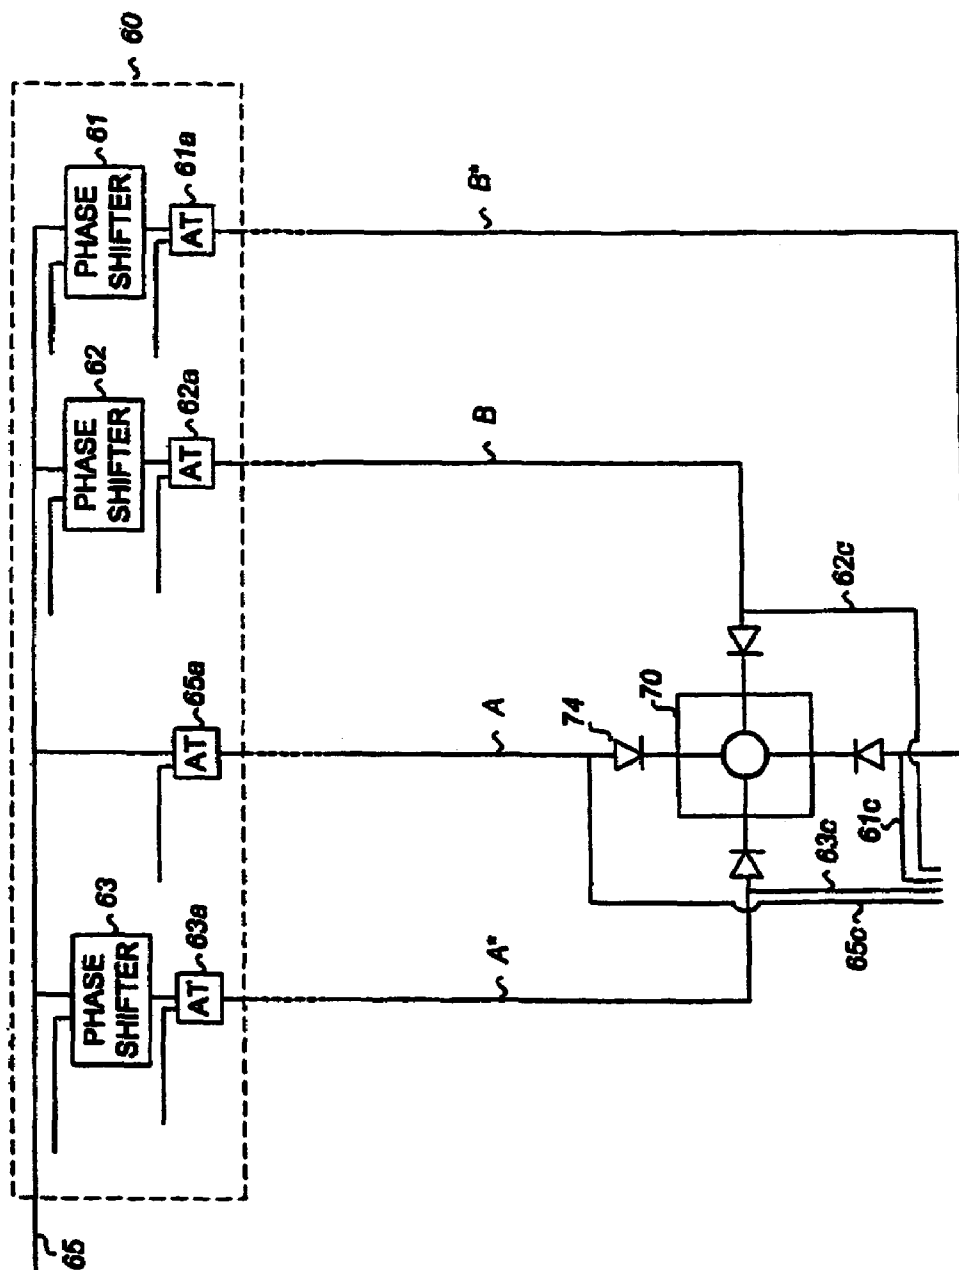 60
PHASE
SHIFTER
61
AT
61a
B*
PHASE
SHIFTER
62
AT
62a
B
62c
AT
65a
A
74
70
61c
63c
65c
PHASE
SHIFTER
63
AT
63a
A*
65